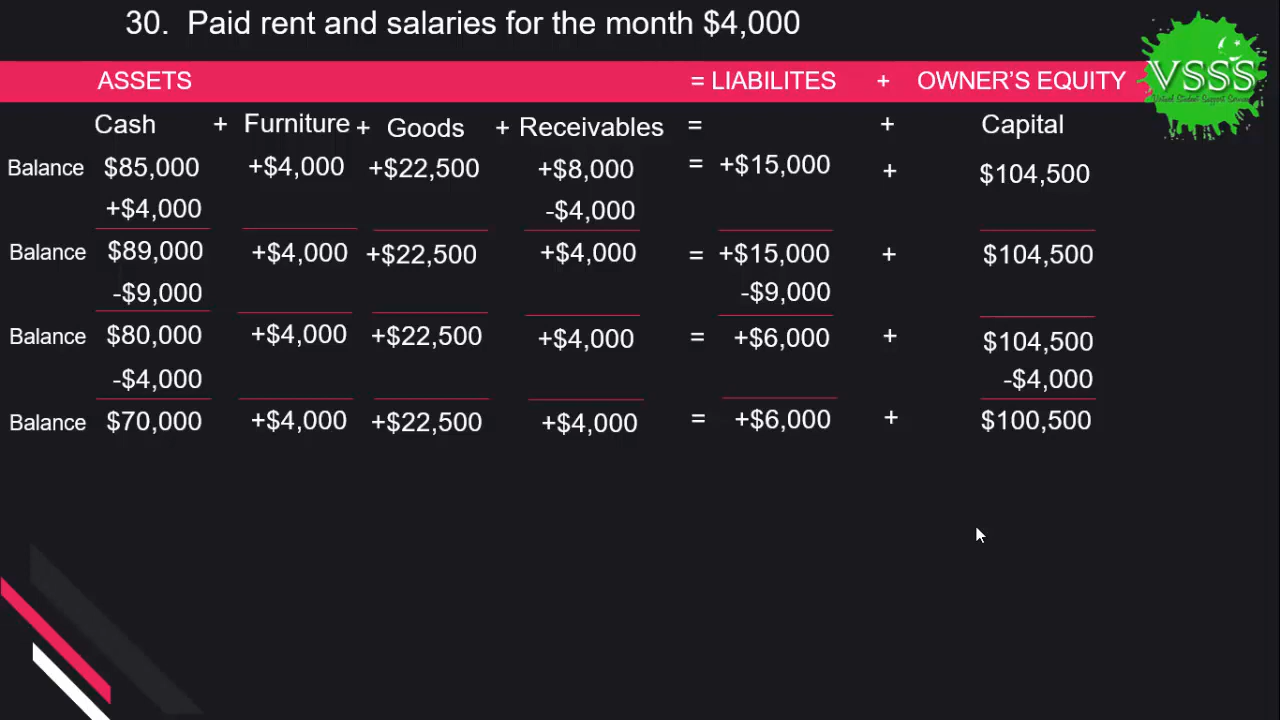 30. Paid rent and salaries for the month $4,000
ASSETS = LIABILITES + OWNER'S EQUITY
VSSS
Virtual Student Support Services
Cash + Furniture + Goods + Receivables = + Capital
Balance $85,000 +$4,000 +$22,500 +$8,000 = +$15,000 + $104,500
+$4,000 -$4,000
Balance $89,000 +$4,000 +$22,500 +$4,000 = +$15,000 + $104,500
-$9,000 -$9,000
Balance $80,000 +$4,000 +$22,500 +$4,000 = +$6,000 + $104,500
-$4,000 -$4,000
Balance $70,000 +$4,000 +$22,500 +$4,000 = +$6,000 + $100,500